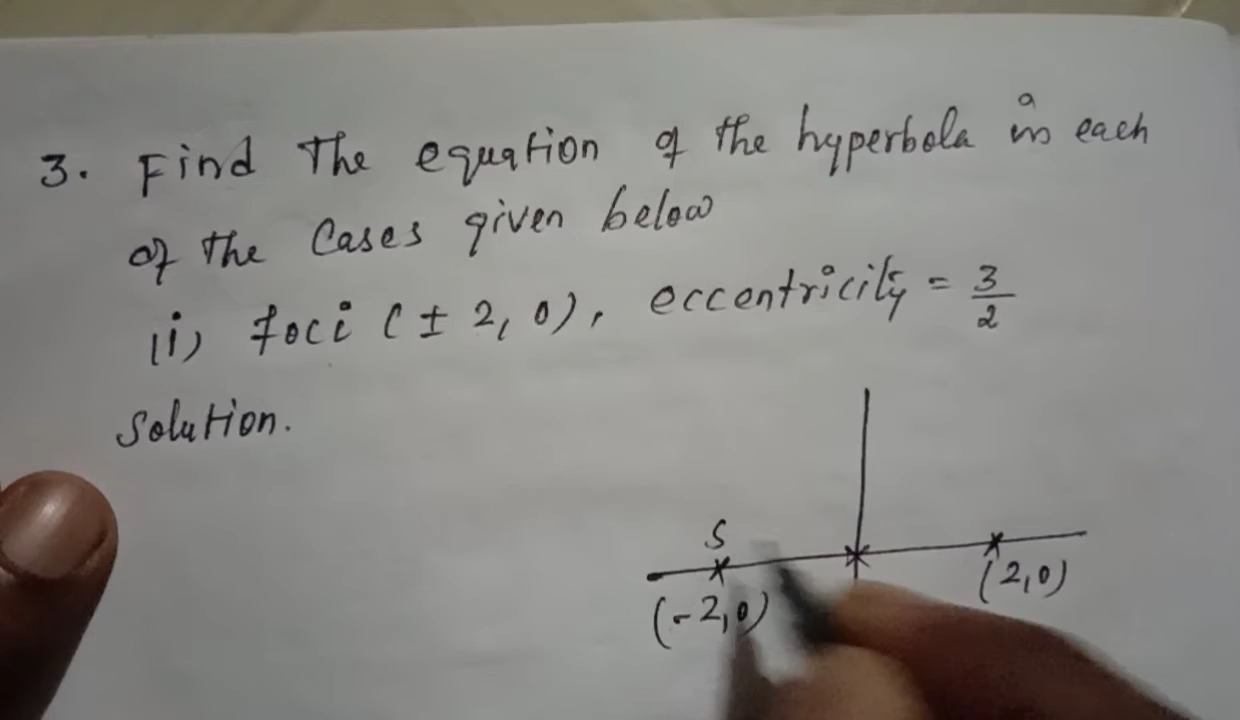 a
3. Find The equation of the hyperbola in each
of the Cases given below
(i) foci (± 2, 0), eccentricity = 3/2
Solution.
S
(-2,0)
(2,0)